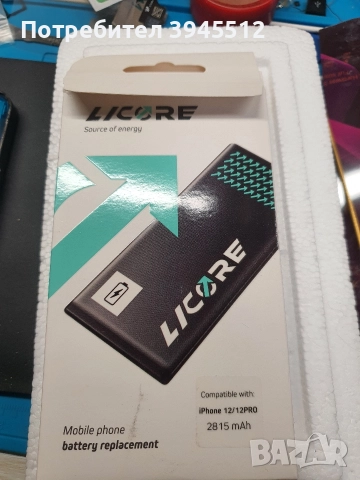 Потребител 3945512
LICORE
Source of energy
LICORE
Compatible with:
iPhone 12/12PRO
2815 mAh
Mobile phone
battery replacement
BAZAR